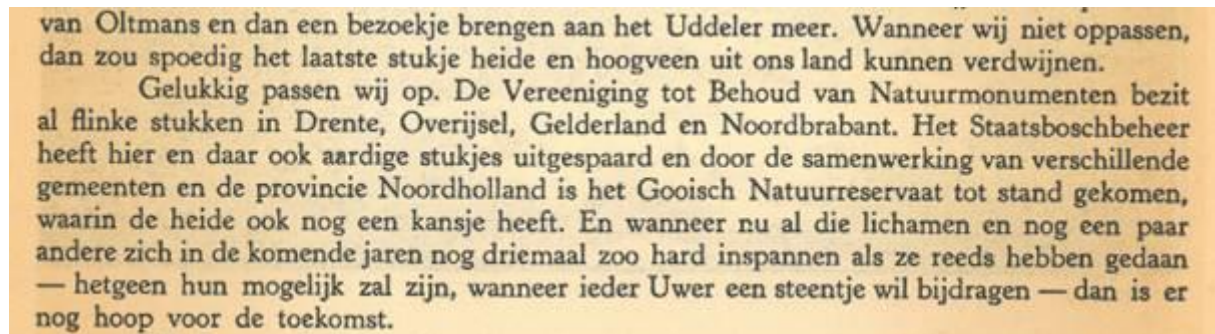 van Oltmans en dan een bezoekje brengen aan het Uddeler meer. Wanneer wij niet oppassen,
dan zou spoedig het laatste stukje heide en hoogveen uit ons land kunnen verdwijnen.
Gelukkig passen wij op. De Vereeniging tot Behoud van Natuurmonumenten bezit
al flinke stukken in Drente, Overijsel, Gelderland en Noordbrabant. Het Staatsboschbeheer
heeft hier en daar ook aardige stukjes uitgespaard en door de samenwerking van verschillende
gemeenten en de provincie Noordholland is het Gooisch Natuurreservaat tot stand gekomen,
waarin de heide ook nog een kansje heeft. En wanneer nu al die lichamen en nog een paar
andere zich in de komende jaren nog driemaal zoo hard inspannen als ze reeds hebben gedaan
— hetgeen hun mogelijk zal zijn, wanneer ieder Uwer een steentje wil bijdragen — dan is er
nog hoop voor de toekomst.